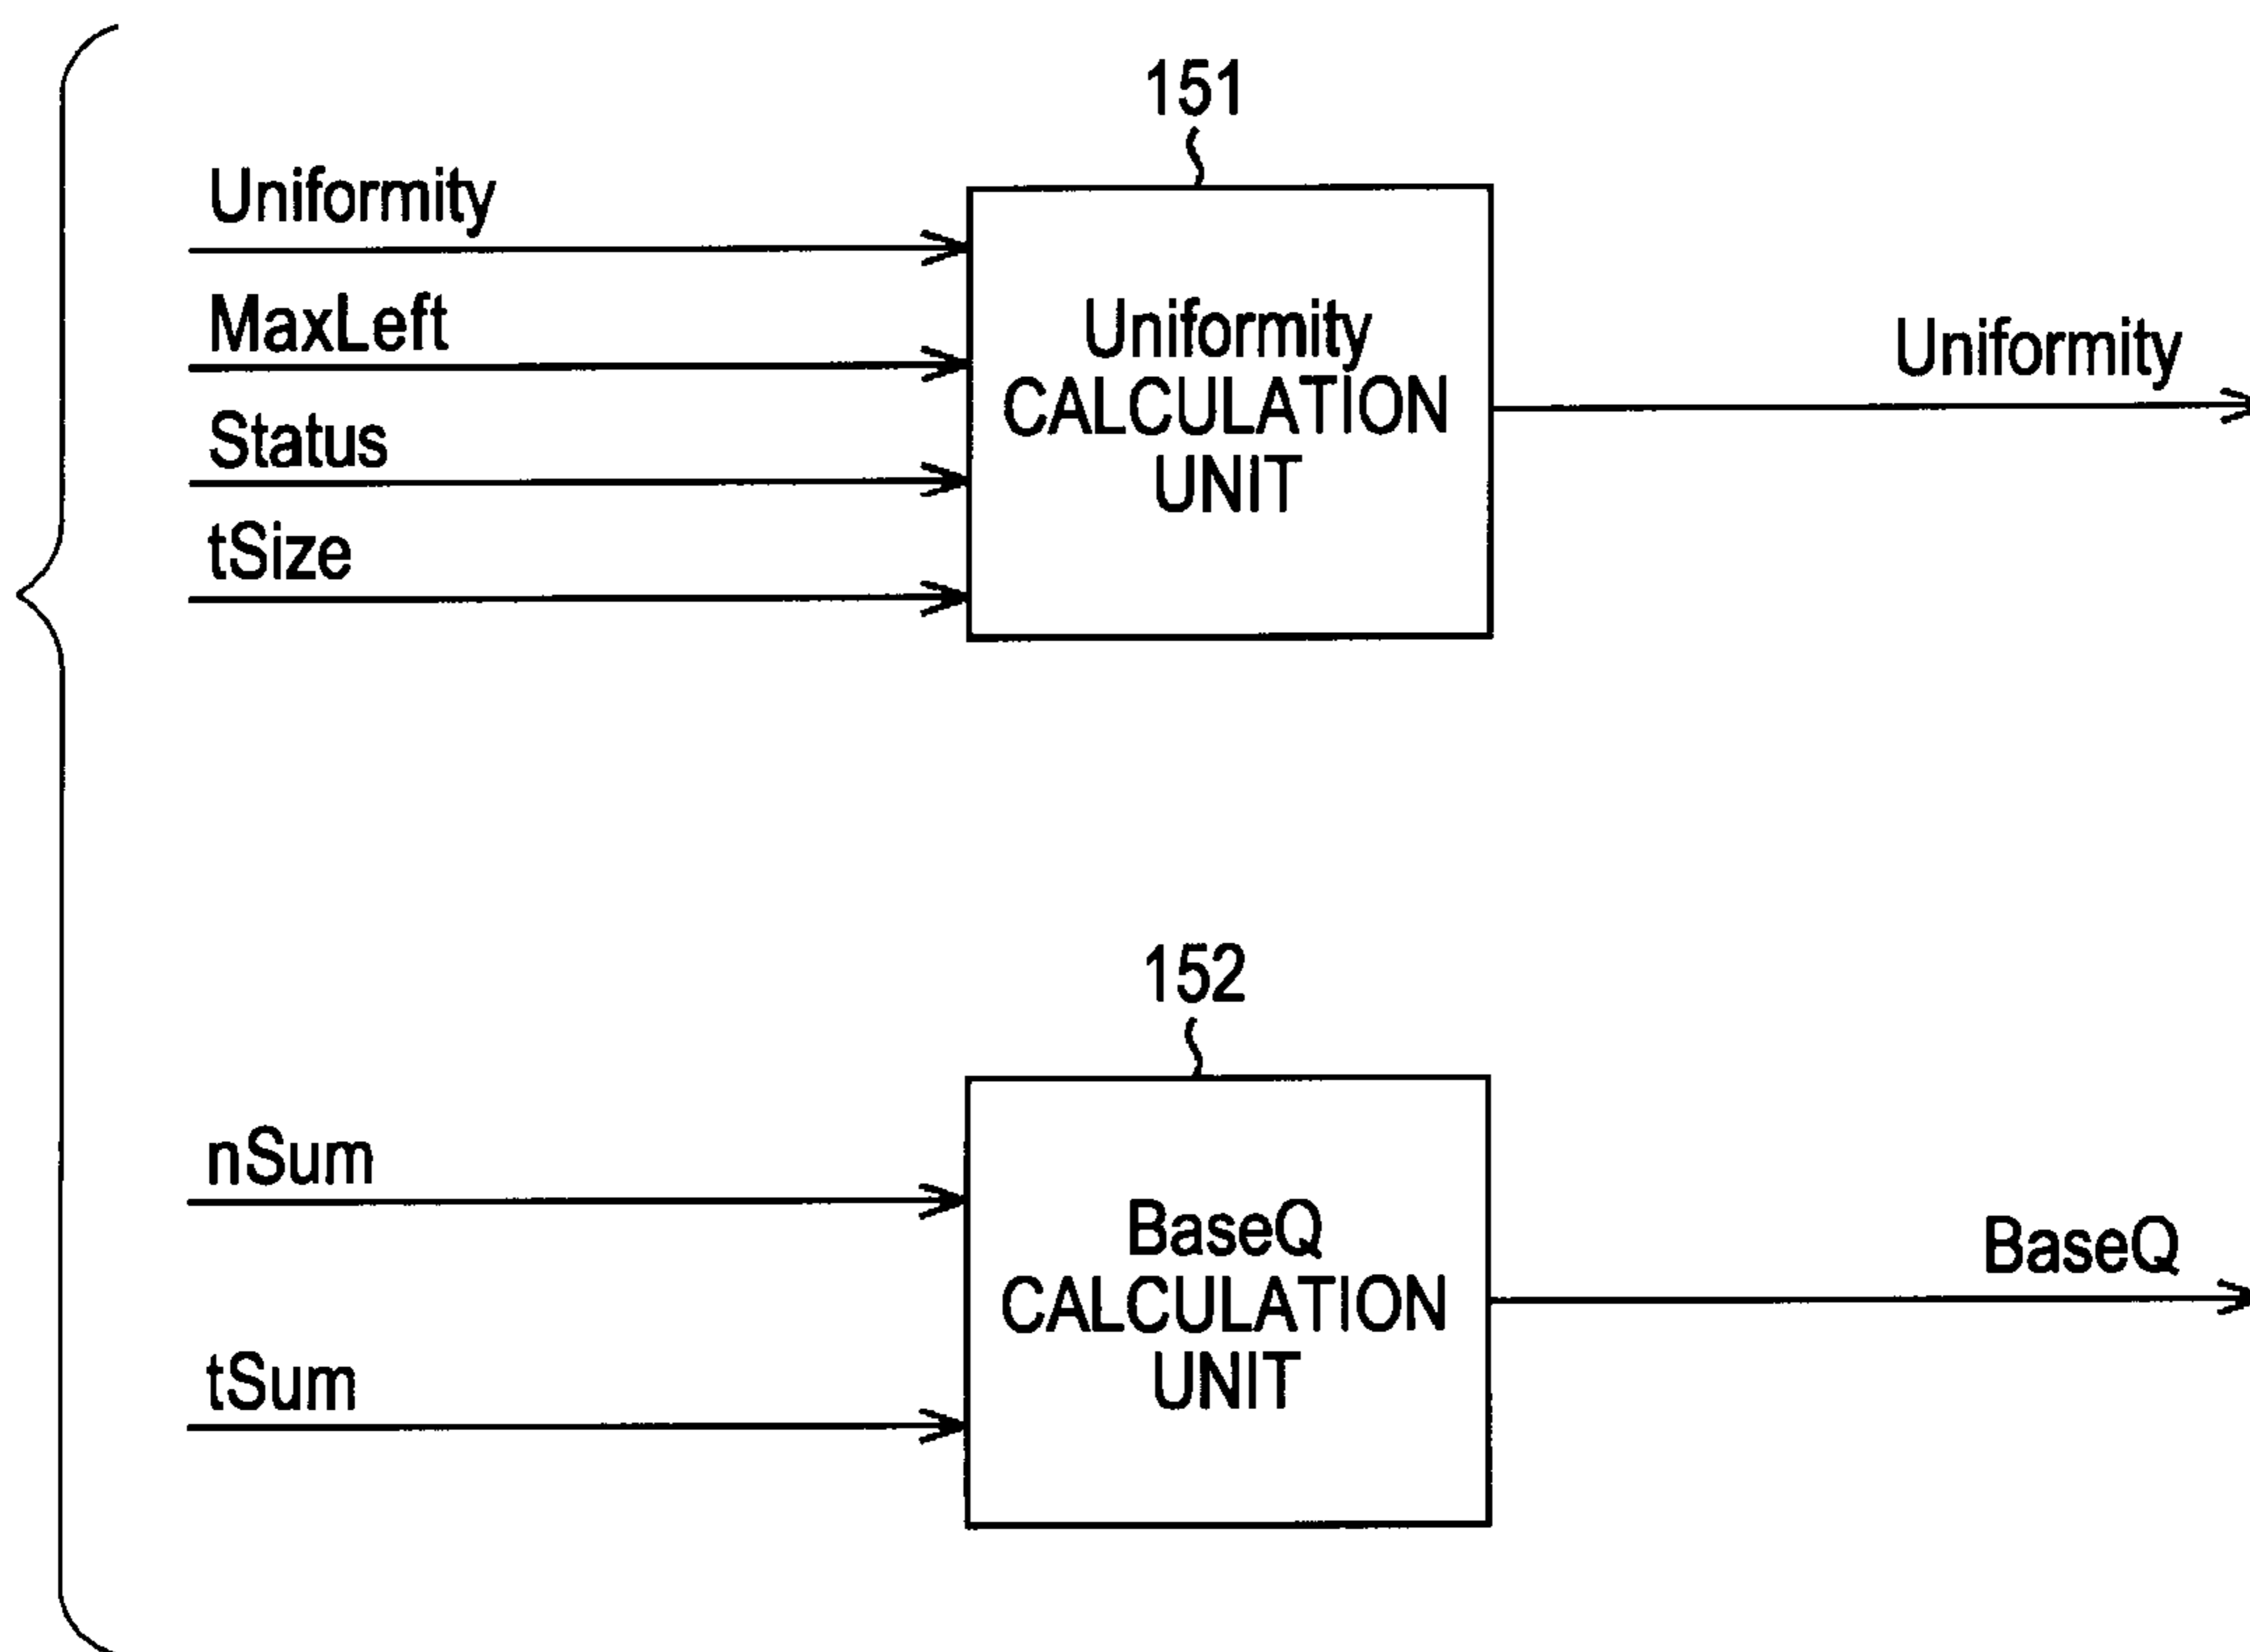 151
Uniformity
MaxLeft
Status
tSize
Uniformity
CALCULATION
UNIT
Uniformity
152
nSum
tSum
BaseQ
CALCULATION
UNIT
BaseQ